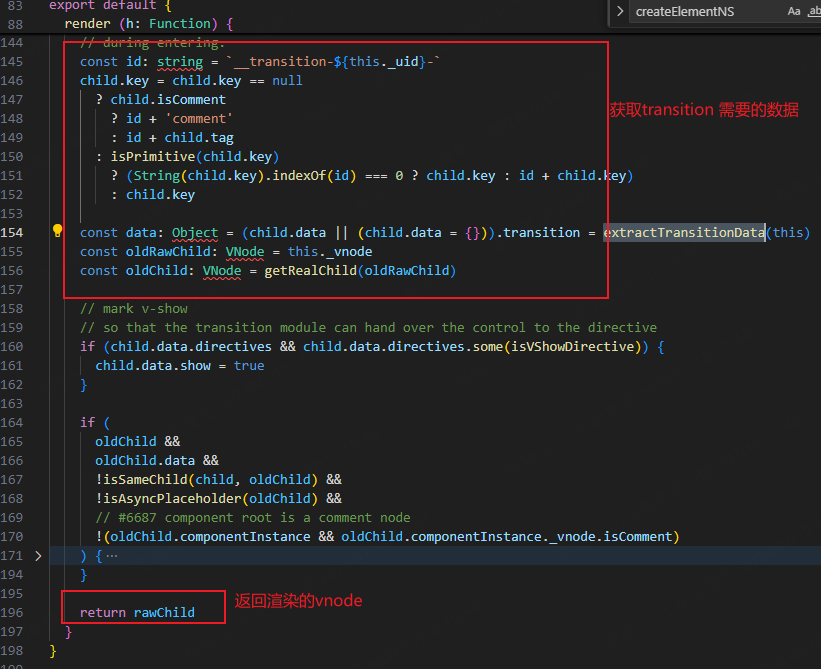 83 export default {
createElementNS Aa ab
88 render (h: Function) {
144 // during entering.
145 const id: string = `__transition-${this._uid}-`
146 child.key = child.key == null
147 ? child.isComment
获取transition 需要的数据
148 ? id + 'comment'
149 : id + child.tag
150 : isPrimitive(child.key)
151 ? (String(child.key).indexOf(id) === 0 ? child.key : id + child.key)
152 : child.key
153
154 const data: Object = (child.data || (child.data = {})).transition = extractTransitionData(this)
155 const oldRawChild: VNode = this._vnode
156 const oldChild: VNode = getRealChild(oldRawChild)
157
158 // mark v-show
159 // so that the transition module can hand over the control to the directive
160 if (child.data.directives && child.data.directives.some(isVShowDirective)) {
161 child.data.show = true
162 }
163
164 if (
165 oldChild &&
166 oldChild.data &&
167 !isSameChild(child, oldChild) &&
168 !isAsyncPlaceholder(oldChild) &&
169 // #6687 component root is a comment node
170 !(oldChild.componentInstance && oldChild.componentInstance._vnode.isComment)
171 ) { ⋯
194 }
195
返回渲染的vnode
196 return rawChild
197 }
198 }